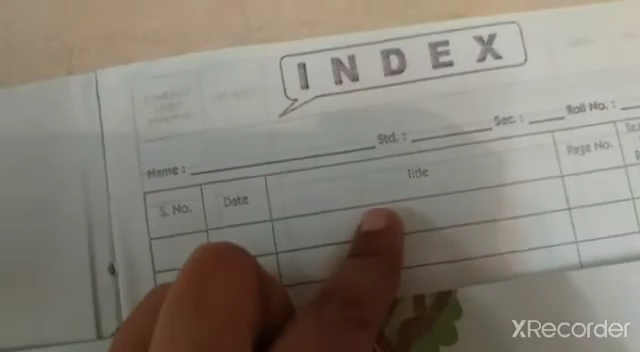 INDEX
Name : Std. : Sec. : Roll No. :
S. No. Date Title Page No.
XRecorder